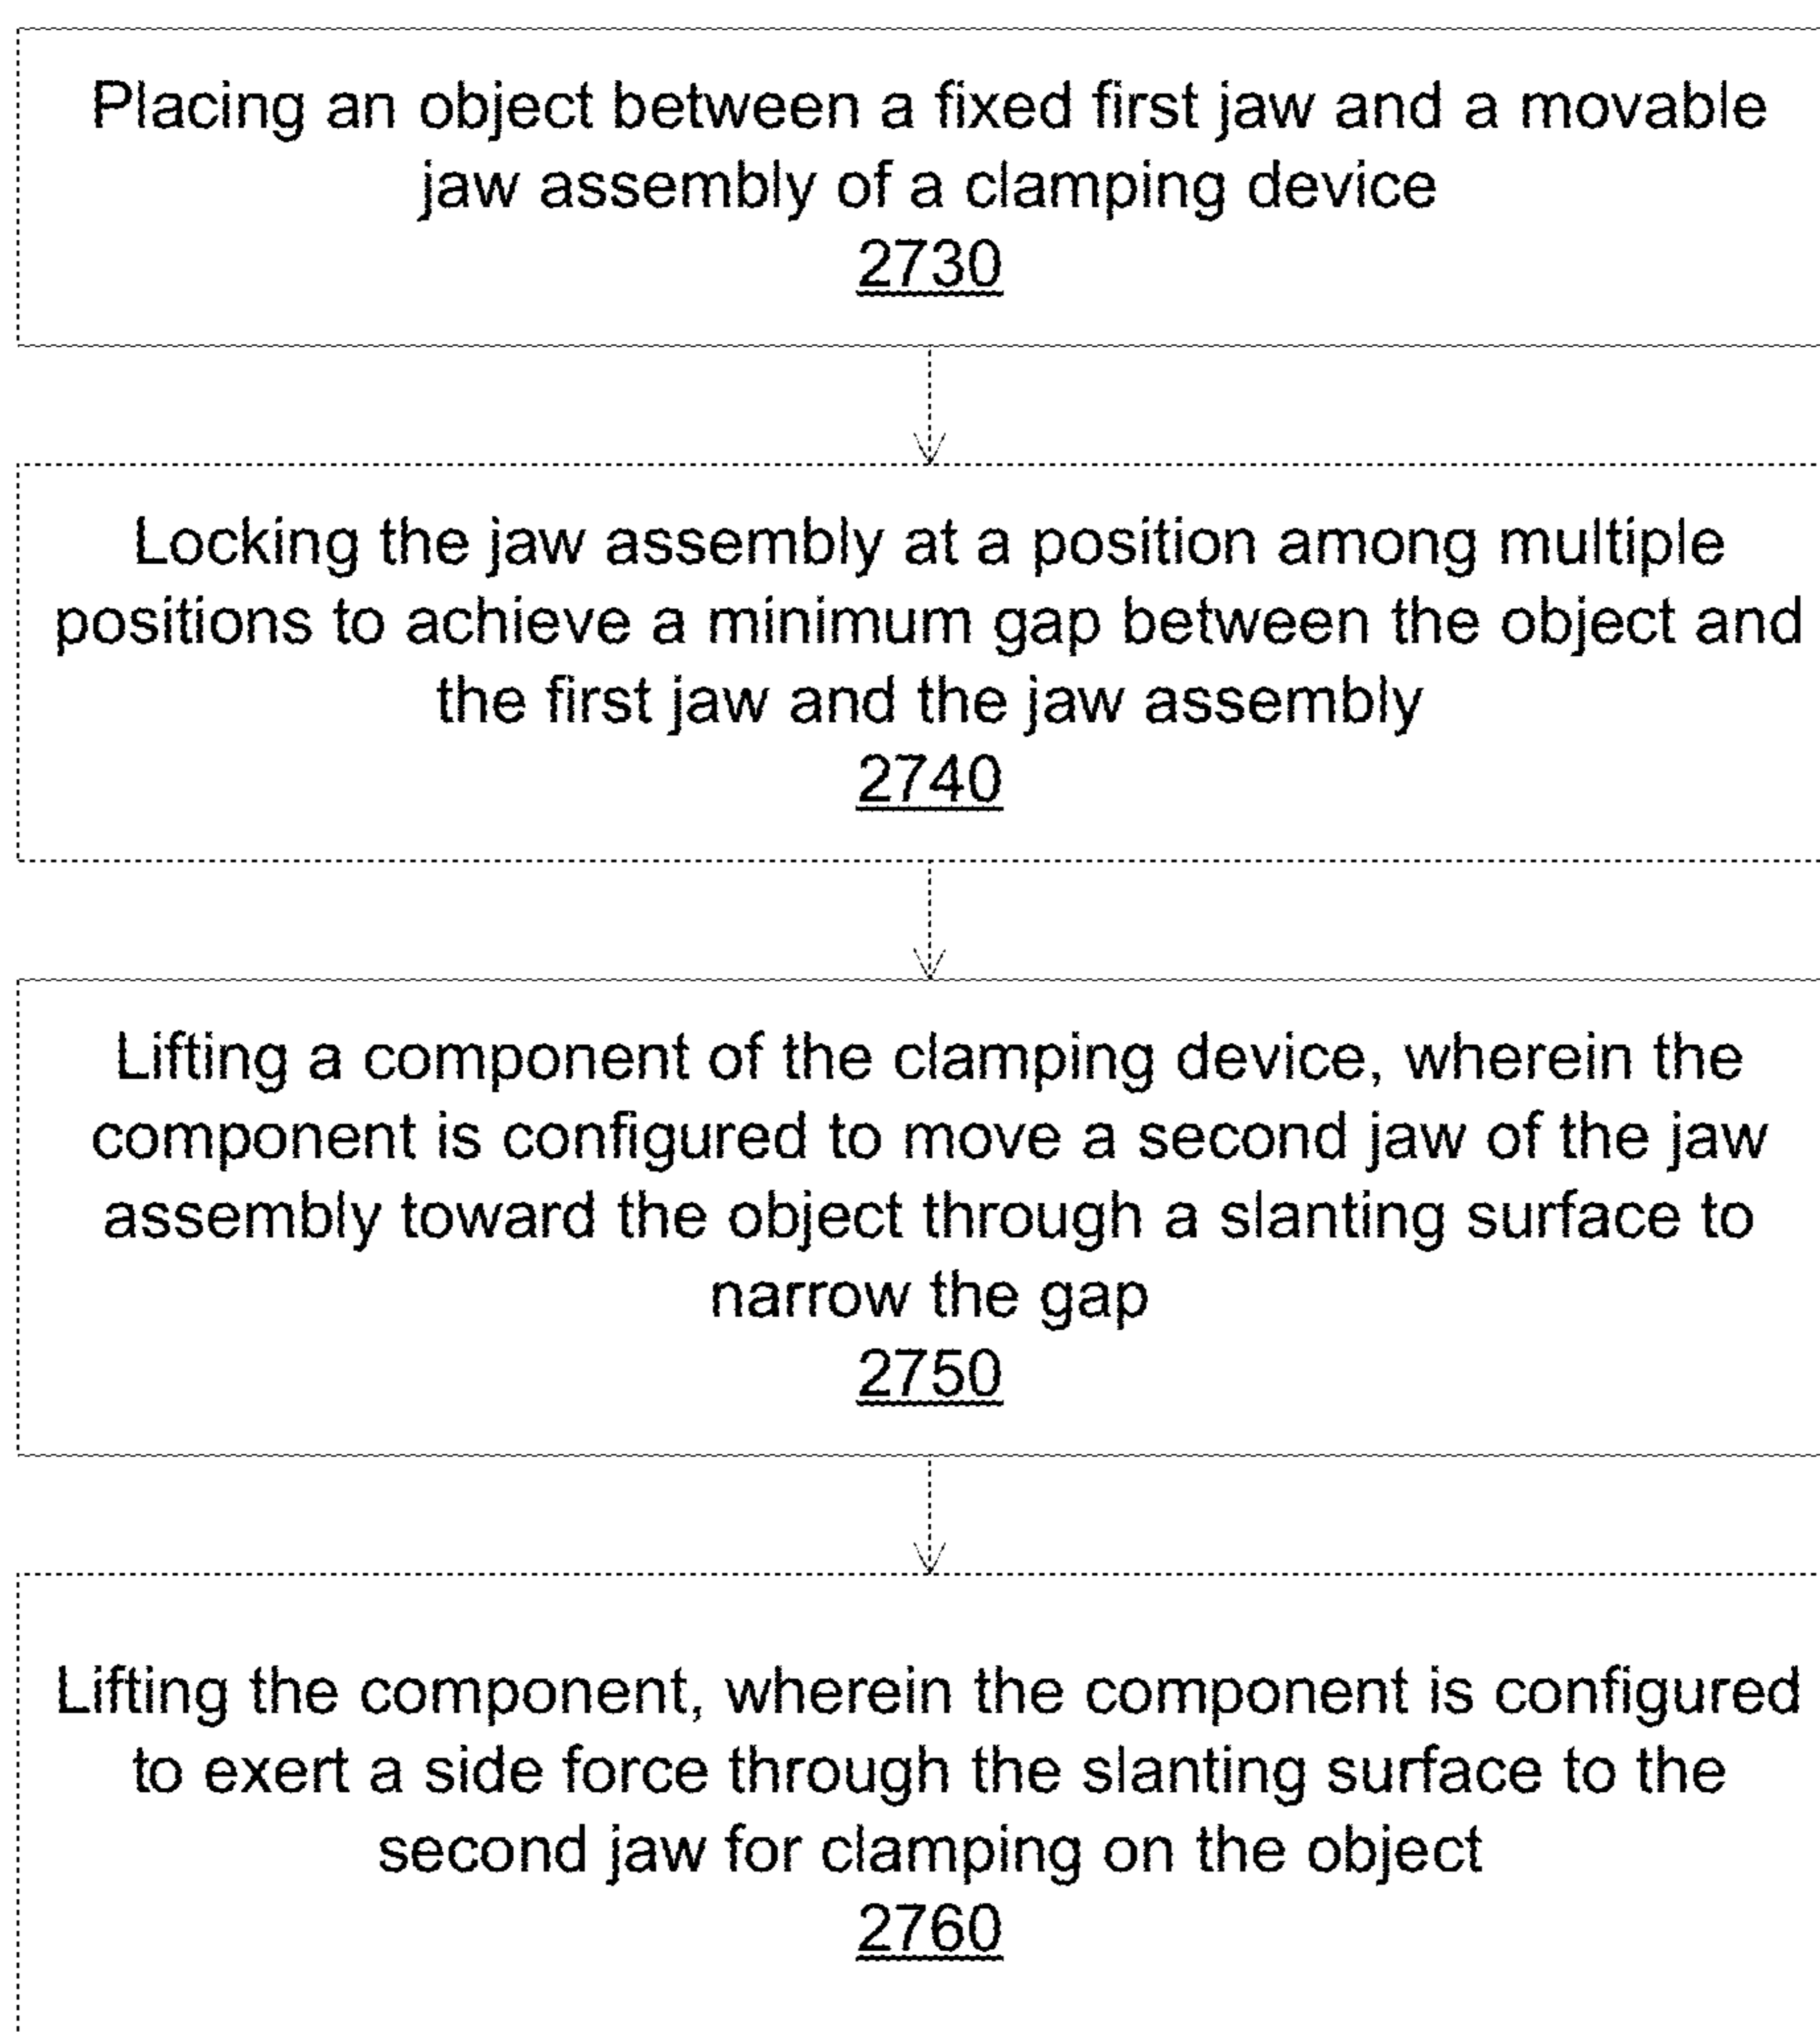 Placing an object between a fixed first jaw and a movable
jaw assembly of a clamping device
2730
Locking the jaw assembly at a position among multiple
positions to achieve a minimum gap between the object and
the first jaw and the jaw assembly
2740
Lifting a component of the clamping device, wherein the
component is configured to move a second jaw of the jaw
assembly toward the object through a slanting surface to
narrow the gap
2750
Lifting the component, wherein the component is configured
to exert a side force through the slanting surface to the
second jaw for clamping on the object
2760